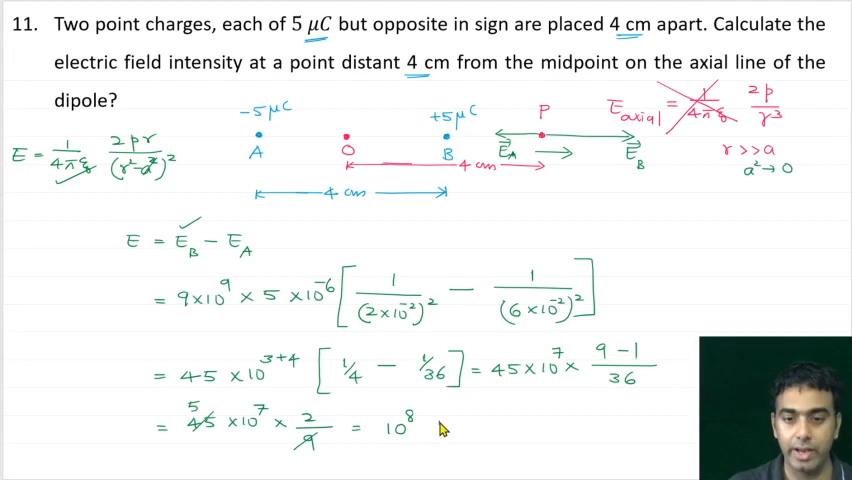 11. Two point charges, each of 5 μC but opposite in sign are placed 4 cm apart. Calculate the
electric field intensity at a point distant 4 cm from the midpoint on the axial line of the
dipole?
E_axial = 1/4πε₀ 2p/r³
r >> a
a² → 0
-5μC +5μC P
A O B E⃗_A E⃗_B
4 cm
4 cm
E = 1/4πε₀ 2pr/(r²-a²)²
E = E_B - E_A
= 9×10⁹ × 5 × 10⁻⁶ [ 1/(2×10⁻²)² - 1/(6×10⁻²)² ]
= 45 × 10³⁺⁴ [ 1/4 - 1/36 ] = 45 × 10⁷ × 9-1/36
= 5 45 × 10⁷ × 2/9 = 10⁸